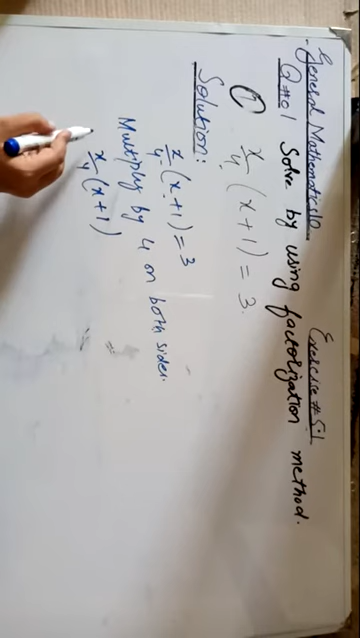 General Mathematics Exercise # 5.1
Q#01 Solve by using factorization method.
① x/4 (x+1) = 3.
Solution:
x/4 (x+1) = 3
Multiply by 4 on both sides.
x/4 (x+1)